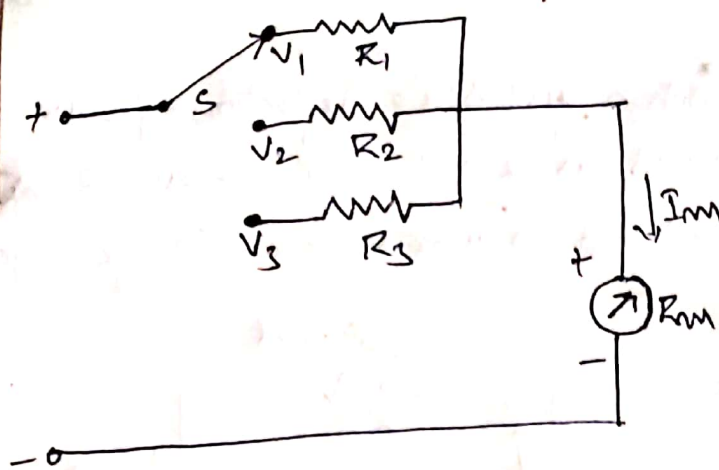 V1 R1
+ S
V2 R2
V3 R3
Im
+
Rm
-
-